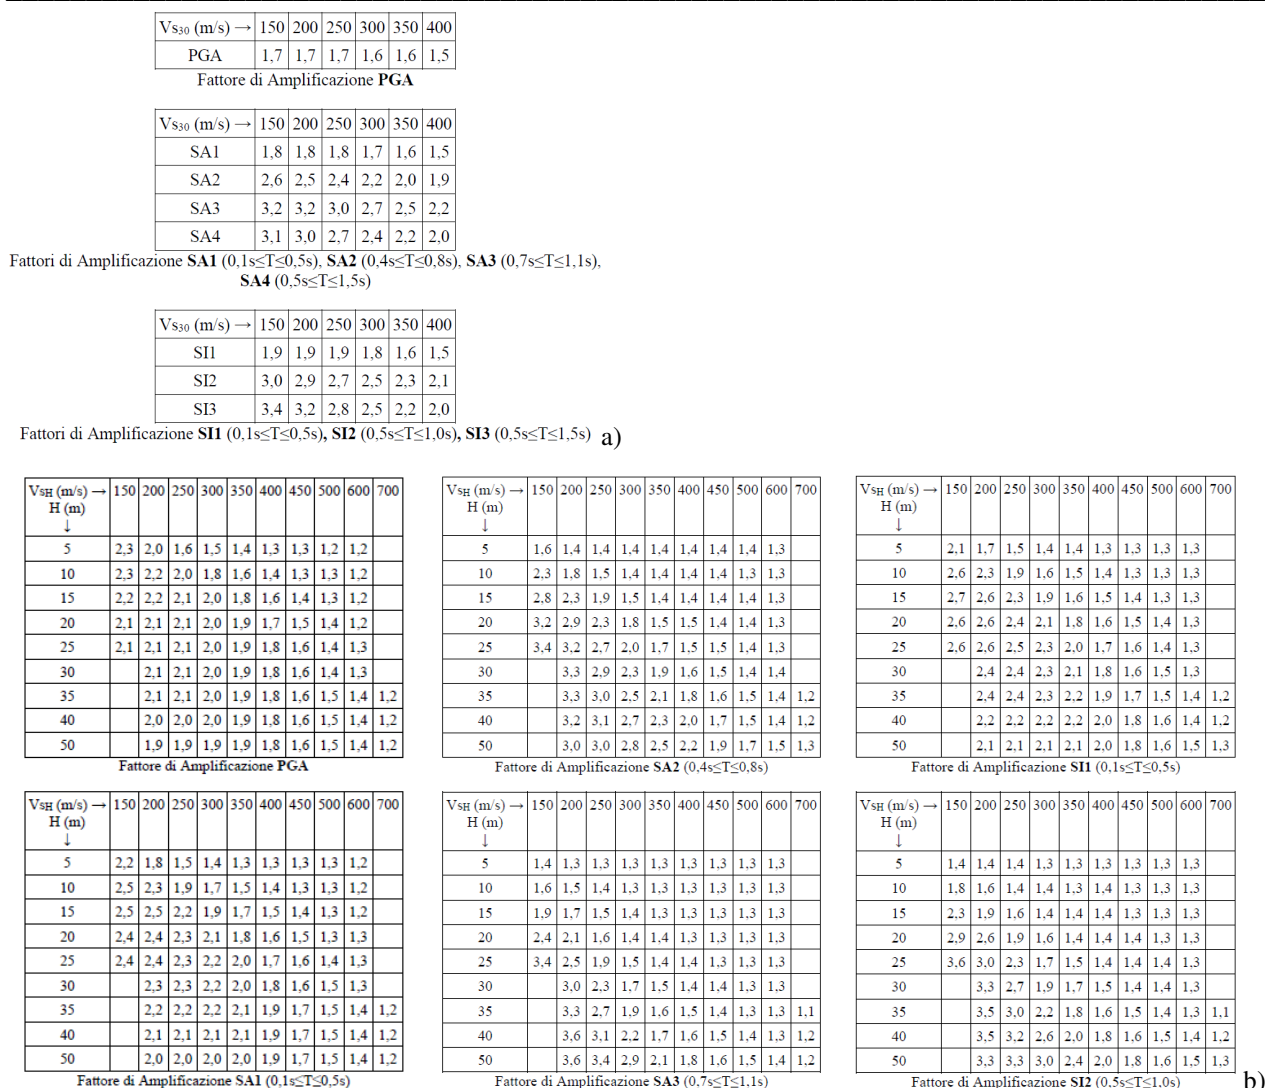 Vs30 (m/s) → 150 200 250 300 350 400
PGA 1,7 1,7 1,7 1,6 1,6 1,5
Fattore di Amplificazione PGA
Vs30 (m/s) → 150 200 250 300 350 400
SA1 1,8 1,8 1,8 1,7 1,6 1,5
SA2 2,6 2,5 2,4 2,2 2,0 1,9
SA3 3,2 3,2 3,0 2,7 2,5 2,2
SA4 3,1 3,0 2,7 2,4 2,2 2,0
Fattori di Amplificazione SA1 (0,1s≤T≤0,5s), SA2 (0,4s≤T≤0,8s), SA3 (0,7s≤T≤1,1s),
SA4 (0,5s≤T≤1,5s)
Vs30 (m/s) → 150 200 250 300 350 400
SI1 1,9 1,9 1,9 1,8 1,6 1,5
SI2 3,0 2,9 2,7 2,5 2,3 2,1
SI3 3,4 3,2 2,8 2,5 2,2 2,0
Fattori di Amplificazione SI1 (0,1s≤T≤0,5s), SI2 (0,5s≤T≤1,0s), SI3 (0,5s≤T≤1,5s) a)
VsH (m/s) → 150 200 250 300 350 400 450 500 600 700
H (m)
↓
5 2,3 2,0 1,6 1,5 1,4 1,3 1,3 1,2 1,2
10 2,3 2,2 2,0 1,8 1,6 1,4 1,3 1,3 1,2
15 2,2 2,2 2,1 2,0 1,8 1,6 1,4 1,3 1,2
20 2,1 2,1 2,1 2,0 1,9 1,7 1,5 1,4 1,2
25 2,1 2,1 2,1 2,0 1,9 1,8 1,6 1,4 1,3
30 2,1 2,1 2,0 1,9 1,8 1,6 1,4 1,3
35 2,1 2,1 2,0 1,9 1,8 1,6 1,5 1,4 1,2
40 2,0 2,0 2,0 1,9 1,8 1,6 1,5 1,4 1,2
50 1,9 1,9 1,9 1,9 1,8 1,6 1,5 1,4 1,2
Fattore di Amplificazione PGA
VsH (m/s) → 150 200 250 300 350 400 450 500 600 700
H (m)
↓
5 1,6 1,4 1,4 1,4 1,4 1,4 1,4 1,4 1,3
10 2,3 1,8 1,5 1,4 1,4 1,4 1,4 1,3 1,3
15 2,8 2,3 1,9 1,5 1,4 1,4 1,4 1,4 1,3
20 3,2 2,9 2,3 1,8 1,5 1,5 1,4 1,4 1,3
25 3,4 3,2 2,7 2,0 1,7 1,5 1,5 1,4 1,3
30 3,3 2,9 2,3 1,9 1,6 1,5 1,4 1,4
35 3,3 3,0 2,5 2,1 1,8 1,6 1,5 1,4 1,2
40 3,2 3,1 2,7 2,3 2,0 1,7 1,5 1,4 1,2
50 3,0 3,0 2,8 2,5 2,2 1,9 1,7 1,5 1,3
Fattore di Amplificazione SA2 (0,4s≤T≤0,8s)
VsH (m/s) → 150 200 250 300 350 400 450 500 600 700
H (m)
↓
5 2,1 1,7 1,5 1,4 1,4 1,3 1,3 1,3 1,3
10 2,6 2,3 1,9 1,6 1,5 1,4 1,3 1,3 1,3
15 2,7 2,6 2,3 1,9 1,6 1,5 1,4 1,3 1,3
20 2,6 2,6 2,4 2,1 1,8 1,6 1,5 1,4 1,3
25 2,6 2,6 2,5 2,3 2,0 1,7 1,6 1,4 1,3
30 2,4 2,4 2,3 2,1 1,8 1,6 1,5 1,3
35 2,4 2,4 2,3 2,2 1,9 1,7 1,5 1,4 1,2
40 2,2 2,2 2,2 2,2 2,0 1,8 1,6 1,4 1,2
50 2,1 2,1 2,1 2,1 2,0 1,8 1,6 1,5 1,3
Fattore di Amplificazione SI1 (0,1s≤T≤0,5s)
VsH (m/s) → 150 200 250 300 350 400 450 500 600 700
H (m)
↓
5 2,2 1,8 1,5 1,4 1,3 1,3 1,3 1,3 1,2
10 2,5 2,3 1,9 1,7 1,5 1,4 1,3 1,3 1,2
15 2,5 2,5 2,2 1,9 1,7 1,5 1,4 1,3 1,2
20 2,4 2,4 2,3 2,1 1,8 1,6 1,5 1,3 1,3
25 2,4 2,4 2,3 2,2 2,0 1,7 1,6 1,4 1,3
30 2,3 2,3 2,2 2,0 1,8 1,6 1,5 1,3
35 2,2 2,2 2,2 2,1 1,9 1,7 1,5 1,4 1,2
40 2,1 2,1 2,1 2,1 1,9 1,7 1,5 1,4 1,2
50 2,0 2,0 2,0 2,0 1,9 1,7 1,5 1,4 1,2
Fattore di Amplificazione SA1 (0,1s≤T≤0,5s)
VsH (m/s) → 150 200 250 300 350 400 450 500 600 700
H (m)
↓
5 1,4 1,3 1,3 1,3 1,3 1,3 1,3 1,3 1,3
10 1,6 1,5 1,4 1,3 1,3 1,3 1,3 1,3 1,3
15 1,9 1,7 1,5 1,4 1,3 1,3 1,3 1,3 1,3
20 2,4 2,1 1,6 1,4 1,4 1,3 1,3 1,3 1,3
25 3,4 2,5 1,9 1,5 1,4 1,4 1,3 1,3 1,3
30 3,0 2,3 1,7 1,5 1,4 1,4 1,3 1,3
35 3,3 2,7 1,9 1,6 1,5 1,4 1,3 1,3 1,1
40 3,6 3,1 2,2 1,7 1,6 1,5 1,4 1,3 1,2
50 3,6 3,4 2,9 2,1 1,8 1,6 1,5 1,4 1,2
Fattore di Amplificazione SA3 (0,7s≤T≤1,1s)
VsH (m/s) → 150 200 250 300 350 400 450 500 600 700
H (m)
↓
5 1,4 1,4 1,4 1,3 1,3 1,3 1,3 1,3 1,3
10 1,8 1,6 1,4 1,4 1,3 1,4 1,3 1,3 1,3
15 2,3 1,9 1,6 1,4 1,4 1,4 1,3 1,3 1,3
20 2,9 2,6 1,9 1,6 1,4 1,4 1,4 1,3 1,3
25 3,6 3,0 2,3 1,7 1,5 1,4 1,4 1,4 1,3
30 3,3 2,7 1,9 1,7 1,5 1,4 1,4 1,3
35 3,5 3,0 2,2 1,8 1,6 1,5 1,4 1,3 1,1
40 3,5 3,2 2,6 2,0 1,8 1,6 1,5 1,4 1,2
50 3,3 3,3 3,0 2,4 2,0 1,8 1,6 1,5 1,3
Fattore di Amplificazione SI2 (0,5s≤T≤1,0s) b)